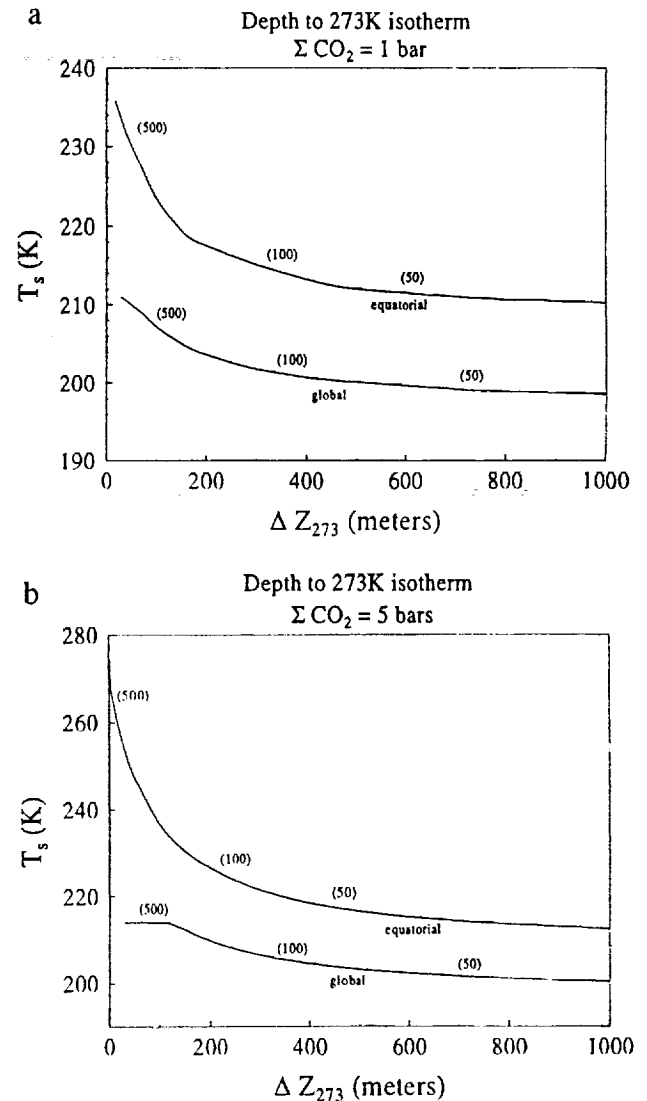 a
Depth to 273K isotherm
Σ CO₂ = 1 bar
240
230
220
210
200
190
Tₛ (K)
(500)
(100)
(50)
equatorial
(500)
(100)
(50)
global
0 200 400 600 800 1000
Δ Z₂₇₃ (meters)
b
Depth to 273K isotherm
Σ CO₂ = 5 bars
280
260
240
220
200
Tₛ (K)
(500)
(100)
(50)
equatorial
(500)
(100)
(50)
global
0 200 400 600 800 1000
Δ Z₂₇₃ (meters)